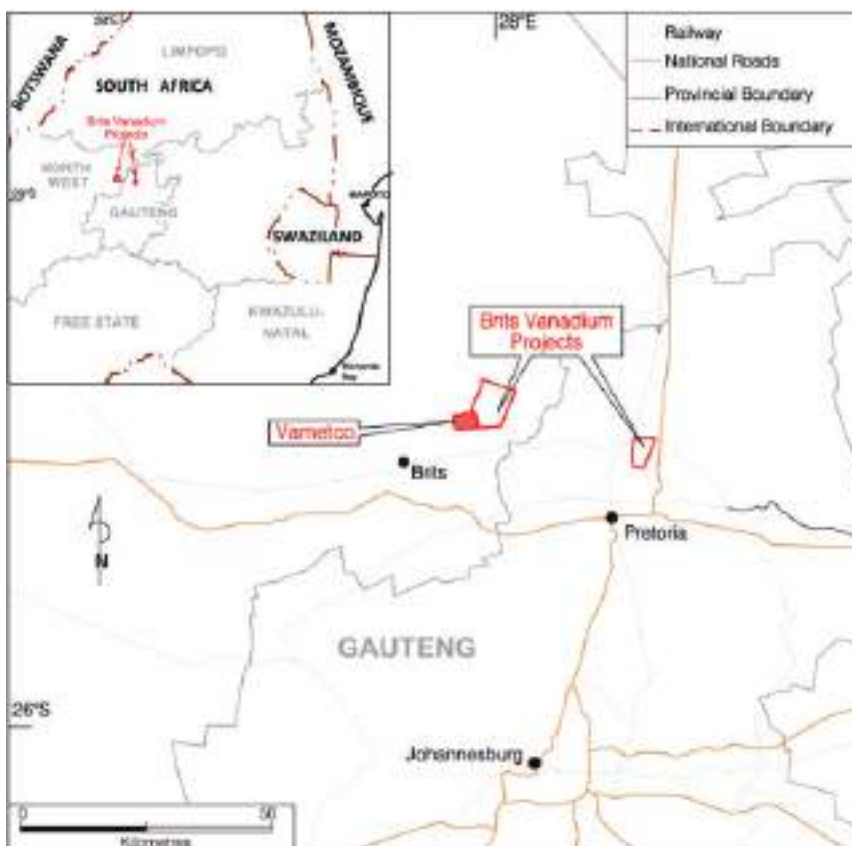 28°E
LIMPOPO
BOTSWANA
SOUTH AFRICA
MOZAMBIQUE
Brits Vanadium
Projects
NORTH
WEST
GAUTENG
SWAZILAND
FREE STATE
KWAZULU-
NATAL
28°E
Railway
National Roads
Provincial Boundary
International Boundary
Brits Vanadium
Projects
Vametco
Brits
Pretoria
N
GAUTENG
26°S
Johannesburg
0 50
Kilometres